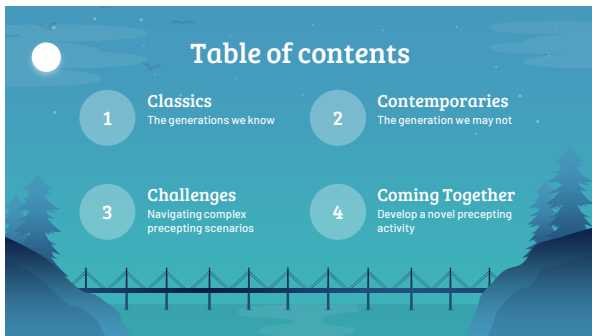 Table of contents
1
Classics
The generations we know
2
Contemporaries
The generation we may not
3
Challenges
Navigating complex
precepting scenarios
4
Coming Together
Develop a novel precepting
activity